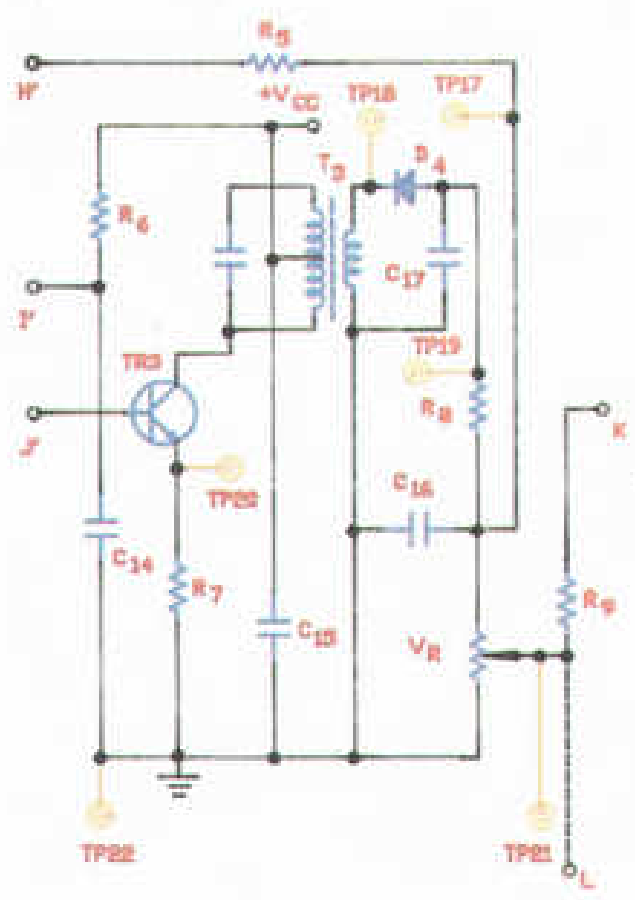 R5
H'
+VCC
TP18
TP17
T3
D4
R6
C17
I'
TP19
TR3
R8
J'
K
C16
TP20
C14
R7
R9
C15
VR
TP22
TP21
L